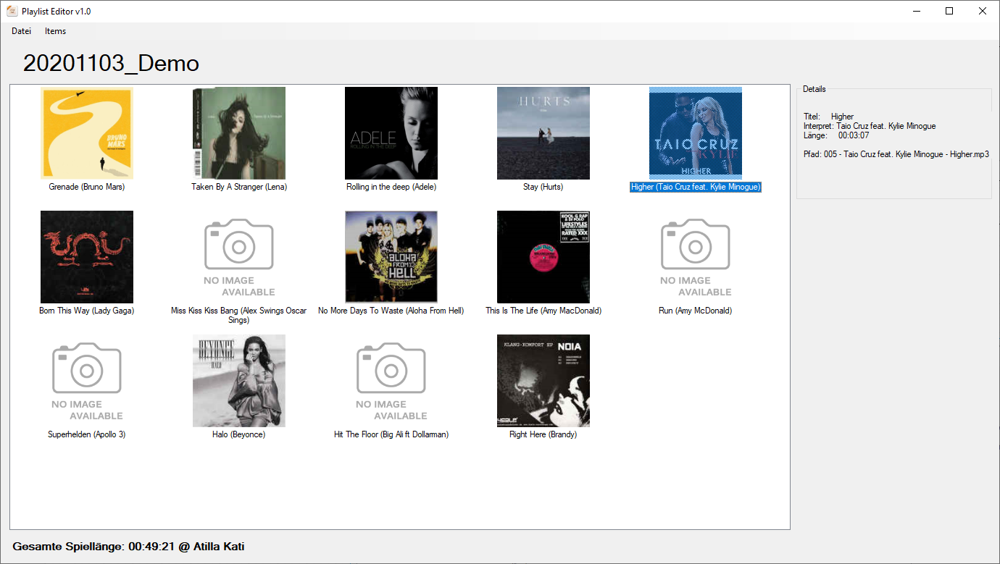 Playlist Editor v1.0
Datei Items
20201103_Demo
BRUNO
MARS
Grenade (Bruno Mars)
Taken By A Stranger (Lena)
ADELE
ROLLING IN THE DEEP
Rolling in the deep (Adele)
HURTS
Stay (Hurts)
TAIO CRUZ
KYLIE
HIGHER
Higher (Taio Cruz feat. Kylie Minogue)
Born This Way (Lady Gaga)
NO IMAGE
AVAILABLE
Miss Kiss Kiss Bang (Alex Swings Oscar
Sings)
ALOHA
FROM
HELL
No More Days To Waste (Aloha From Hell)
KOOL G RAP
& DJ POLO
LIFESTYLES
RATED XXX
This Is The Life (Amy MacDonald)
NO IMAGE
AVAILABLE
Run (Amy McDonald)
NO IMAGE
AVAILABLE
Superhelden (Apollo 3)
BEYONCÉ
HALO
Halo (Beyonce)
NO IMAGE
AVAILABLE
Hit The Floor (Big Ali ft Dollarman)
KLANG-KOMFORT EP NOIA
Right Here (Brandy)
Details
Titel: Higher
Interpret: Taio Cruz feat. Kylie Minogue
Länge: 00:03:07
Pfad: 005 - Taio Cruz feat. Kylie Minogue - Higher.mp3
Gesamte Spiellänge: 00:49:21 @ Atilla Kati